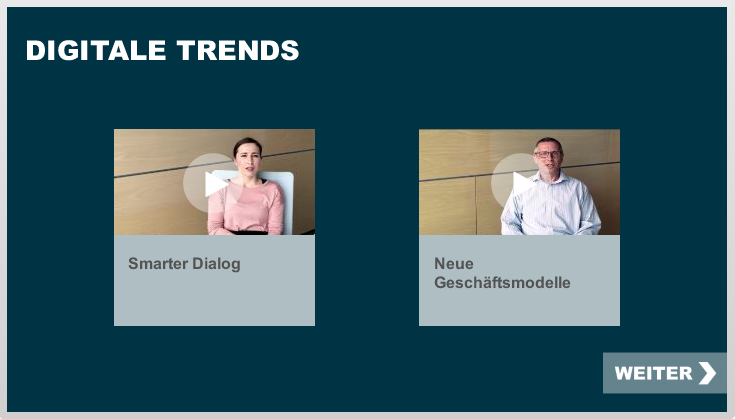 DIGITALE TRENDS
Smarter Dialog
Neue
Geschäftsmodelle
WEITER